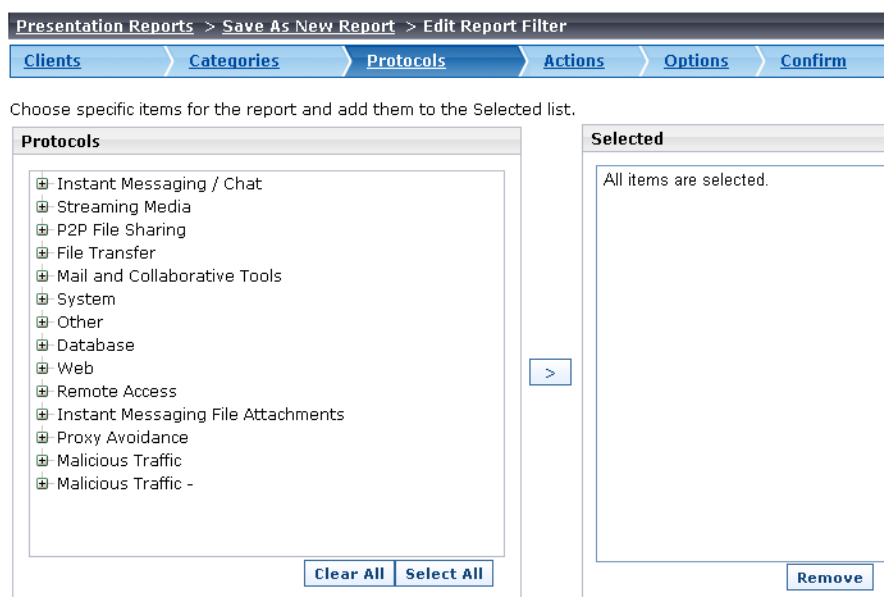 Presentation Reports > Save As New Report > Edit Report Filter
Clients Categories Protocols Actions Options Confirm
Choose specific items for the report and add them to the Selected list.
Protocols
Instant Messaging / Chat
Streaming Media
P2P File Sharing
File Transfer
Mail and Collaborative Tools
System
Other
Database
Web
Remote Access
Instant Messaging File Attachments
Proxy Avoidance
Malicious Traffic
Malicious Traffic -
Clear All Select All
>
Selected
All items are selected.
Remove